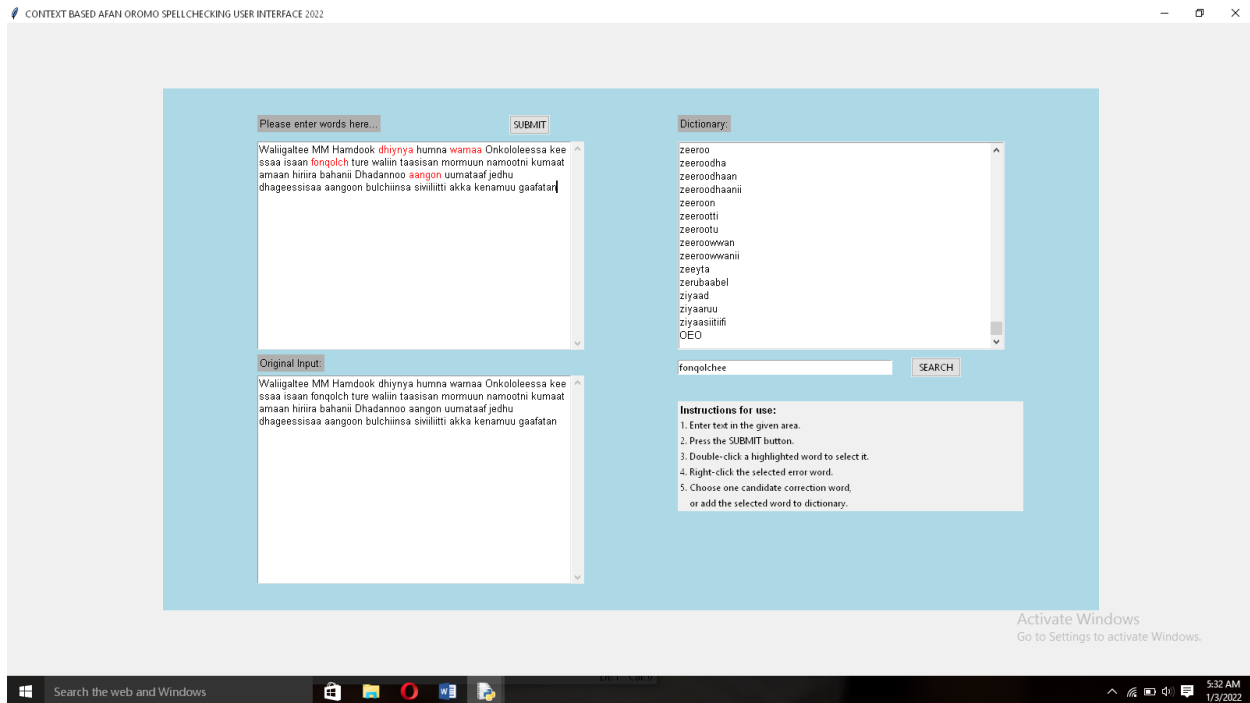 CONTEXT BASED AFAN OROMO SPELLCHECKING USER INTERFACE 2022
Please enter words here...
SUBMIT
Waliigaltee MM Hamdook dhiynya humna warnaa Onkololeessa kee
ssaa isaan fonqolch ture waliin taasisan mormuun namootni kumaat
amaan hiriira bahanii Dhadannoo aangon uumataaf jedhu
dhageessisaa aangoon bulchiinsa siviiliitti akka kenamuu gaafatan
Original Input:
Waliigaltee MM Hamdook dhiynya humna warnaa Onkololeessa kee
ssaa isaan fonqolch ture waliin taasisan mormuun namootni kumaat
amaan hiriira bahanii Dhadannoo aangon uumataaf jedhu
dhageessisaa aangoon bulchiinsa siviiliitti akka kenamuu gaafatan
Dictionary:
zeeroo
zeeroodha
zeeroodhaan
zeeroodhaanii
zeeroon
zeerootti
zeerootu
zeeroowwan
zeeroowwanii
zeeyta
zerubaabel
ziyaad
ziyaaruu
ziyaasiitiifi
OEO
fonqolchee
SEARCH
Instructions for use:
1. Enter text in the given area.
2. Press the SUBMIT button.
3. Double-click a highlighted word to select it.
4. Right-click the selected error word.
5. Choose one candidate correction word,
or add the selected word to dictionary.
Activate Windows
Go to Settings to activate Windows.
Search the web and Windows
5:32 AM
1/3/2022